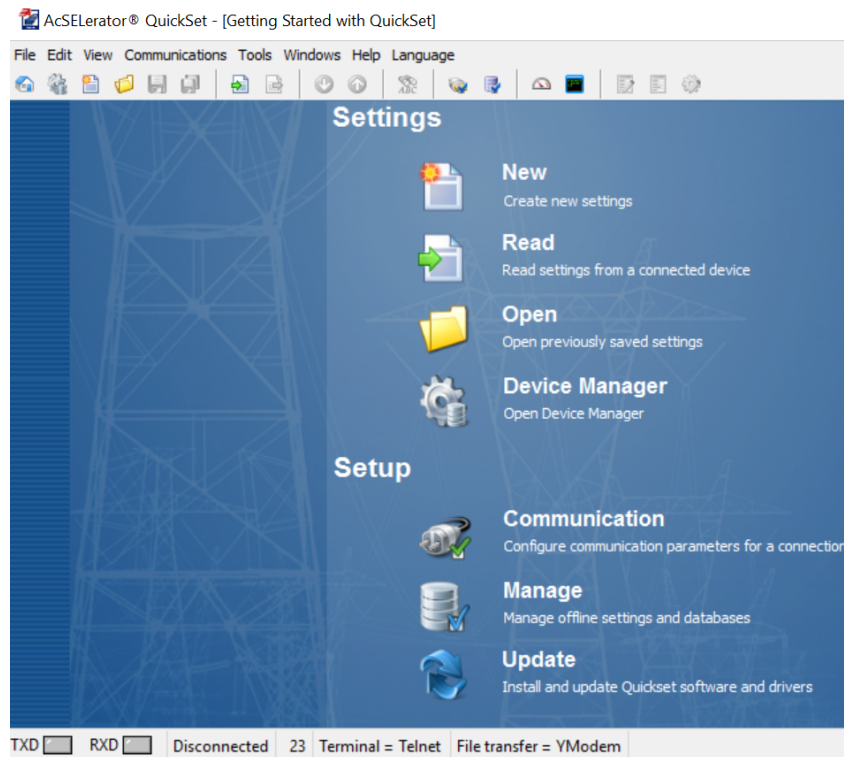 AcSELerator® QuickSet - [Getting Started with QuickSet]
File Edit View Communications Tools Windows Help Language
Settings
New
Create new settings
Read
Read settings from a connected device
Open
Open previously saved settings
Device Manager
Open Device Manager
Setup
Communication
Configure communication parameters for a connection
Manage
Manage offline settings and databases
Update
Install and update Quickset software and drivers
TXD RXD Disconnected 23 Terminal = Telnet File transfer = YModem